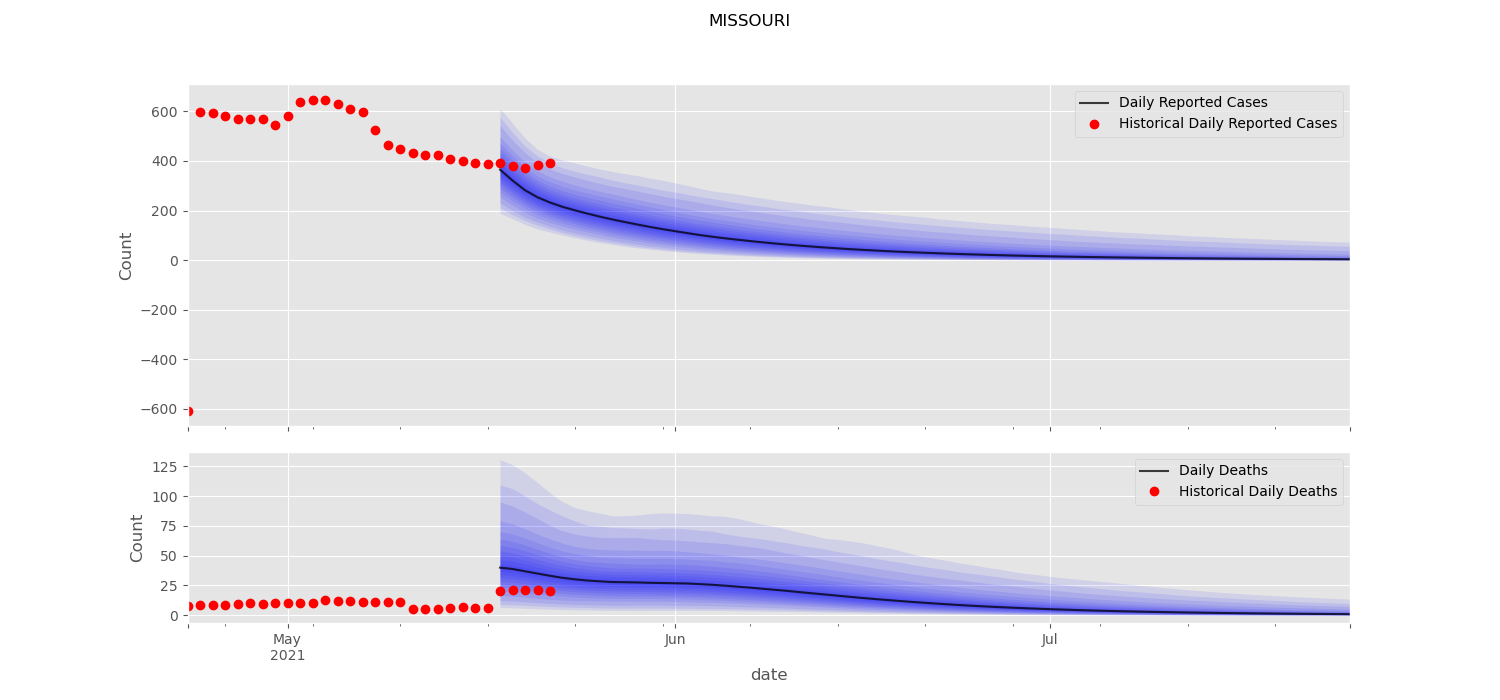 MISSOURI
600
400
200
0
−200
−400
−600
Count
Daily Reported Cases
Historical Daily Reported Cases
125
100
75
50
25
0
Count
Daily Deaths
Historical Daily Deaths
May
2021
Jun
Jul
date